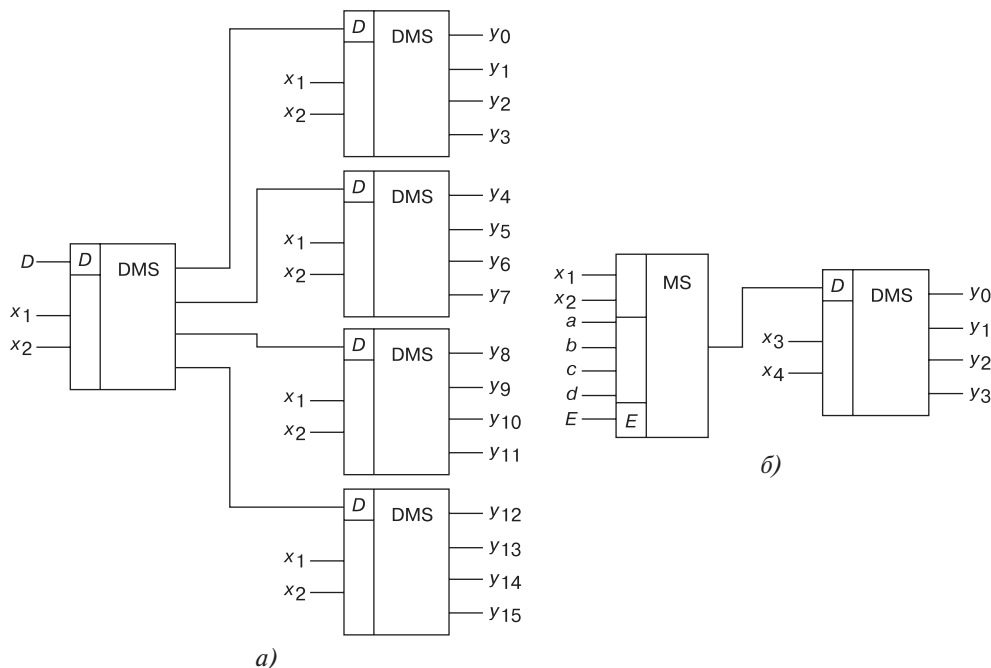 D
DMS
x1
x2
D
DMS
x1
x2
y0
y1
y2
y3
D
DMS
x1
x2
y4
y5
y6
y7
D
DMS
x1
x2
y8
y9
y10
y11
D
DMS
x1
x2
y12
y13
y14
y15
D
x1
x2
a
b
c
d
E
E
MS
D
DMS
x3
x4
y0
y1
y2
y3
а)
б)